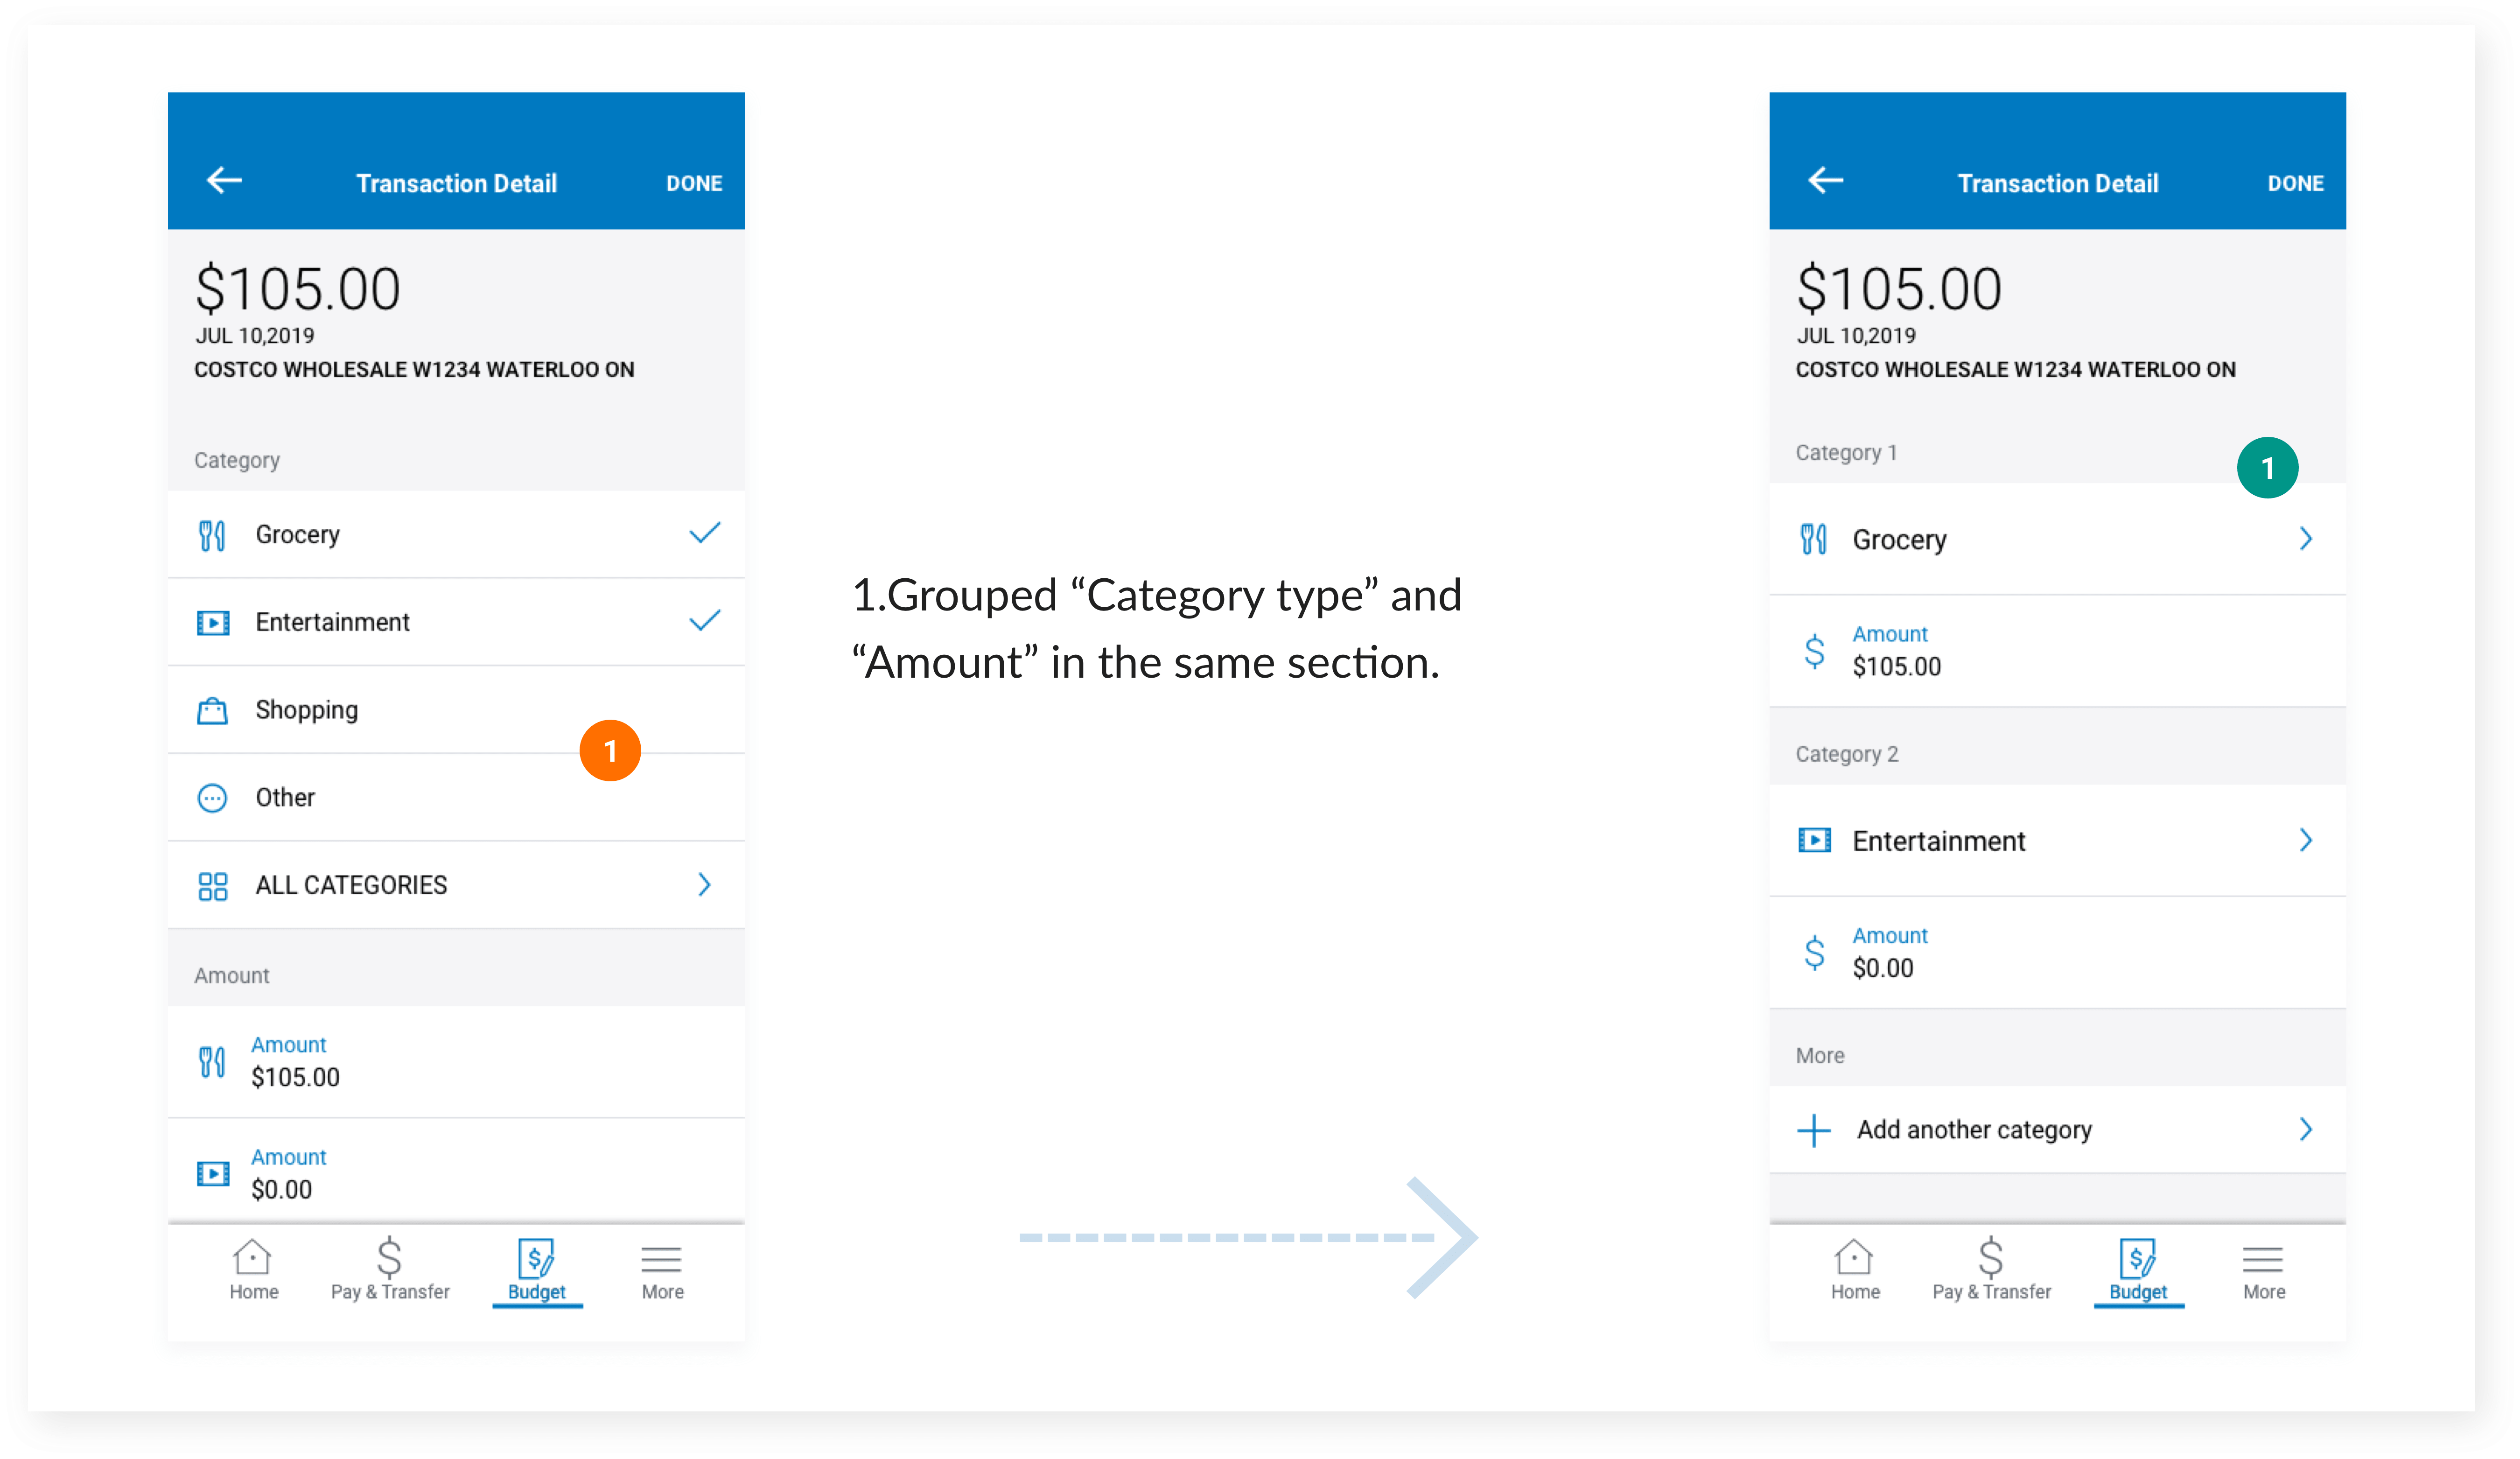 Transaction Detail
DONE
$105.00
JUL 10,2019
COSTCO WHOLESALE W1234 WATERLOO ON
Category
Grocery
Entertainment
Shopping
1
Other
ALL CATEGORIES
Amount
Amount
$105.00
Amount
$0.00
$
$
Home
Pay & Transfer
Budget
More
1.Grouped “Category type” and
“Amount” in the same section.
Transaction Detail
DONE
$105.00
JUL 10,2019
COSTCO WHOLESALE W1234 WATERLOO ON
Category 1
1
Grocery
$
Amount
$105.00
Category 2
Entertainment
$
Amount
$0.00
More
Add another category
$
$
Home
Pay & Transfer
Budget
More